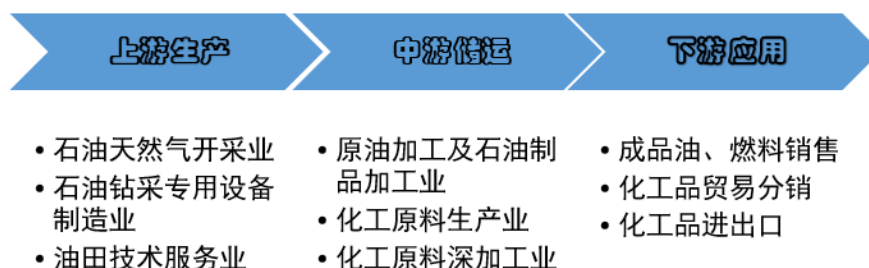 上游生产
中游储运
下游应用
• 石油天然气开采业
• 石油钻采专用设备
制造业
• 油田技术服务业
• 原油加工及石油制
品加工业
• 化工原料生产业
• 化工原料深加工业
• 成品油、燃料销售
• 化工品贸易分销
• 化工品进出口